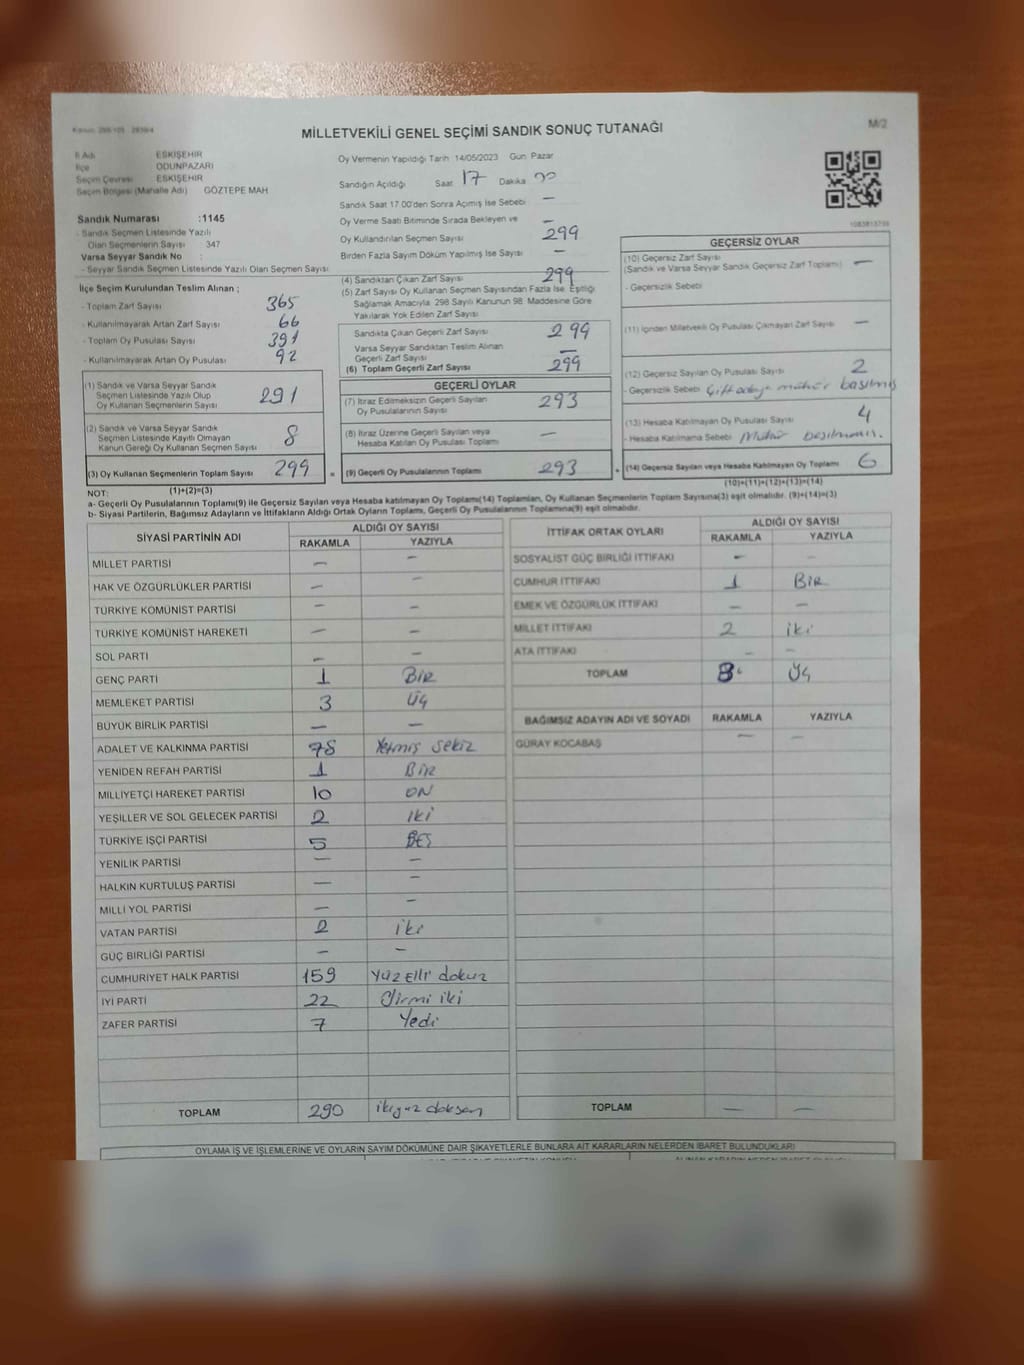 MİLLETVEKİLİ GENEL SEÇİMİ SANDIK SONUÇ TUTANAĞI
M/2
İl Adı ESKİŞEHİR
İlçe ODUNPAZARI
Seçim Çevresi ESKİŞEHİR
Seçim Bölgesi (Mahalle Adı) GÖZTEPE MAH
Sandık Numarası :1145
- Sandık Seçmen Listesinde Yazılı
Olan Seçmenlerin Sayısı 347
Varsa Seyyar Sandık No :
- Seyyar Sandık Seçmen Listesinde Yazılı Olan Seçmen Sayısı:
İlçe Seçim Kurulundan Teslim Alınan ;
- Toplam Zarf Sayısı 365
- Kullanılmayarak Artan Zarf Sayısı 66
- Toplam Oy Pusulası Sayısı 391
- Kullanılmayarak Artan Oy Pusulası 92
(1) Sandık ve Varsa Seyyar Sandık
Seçmen Listesinde Yazılı Olup
Oy Kullanan Seçmenlerin Sayısı 291
(2) Sandık ve Varsa Seyyar Sandık
Seçmen Listesinde Kayıtlı Olmayan
Kanun Gereği Oy Kullanan Seçmen Sayısı 8
(3) Oy Kullanan Seçmenlerin Toplam Sayısı 299
(1)+(2)=(3)
Oy Vermenin Yapıldığı Tarih 14/05/2023 Gün Pazar
Sandığın Açıldığı Saat 17 Dakika
Sandık Saat 17.00'den Sonra Açılmış İse Sebebi —
Oy Verme Saati Bitiminde Sırada Bekleyen ve —
Oy Kullandırılan Seçmen Sayısı 299
Birden Fazla Sayım Döküm Yapılmış İse Sayısı —
(4) Sandıktan Çıkan Zarf Sayısı 299
(5) Zarf Sayısı Oy Kullanan Seçmen Sayısından Fazla İse, Eşitliği
Sağlamak Amacıyla 298 Sayılı Kanunun 98. Maddesine Göre
Yakılarak Yok Edilen Zarf Sayısı
Sandıkta Çıkan Geçerli Zarf Sayısı 299
Varsa Seyyar Sandıktan Teslim Alınan
Geçerli Zarf Sayısı —
(6) Toplam Geçerli Zarf Sayısı 299
GEÇERLİ OYLAR
(7) İtiraz Edilmeksizin Geçerli Sayılan
Oy Pusulalarının Sayısı 293
(8) İtiraz Üzerine Geçerli Sayılan veya
Hesaba Katılan Oy Pusulası Toplamı —
= (9) Geçerli Oy Pusulalarının Toplamı 293
GEÇERSİZ OYLAR
(10) Geçersiz Zarf Sayısı
(Sandık ve Varsa Seyyar Sandık Geçersiz Zarf Toplamı) —
- Geçersizlik Sebebi
(11) İçinden Milletvekili Oy Pusulası Çıkmayan Zarf Sayısı —
(12) Geçersiz Sayılan Oy Pusulası Sayısı 2
- Geçersizlik Sebebi mühür basılmış
(13) Hesaba Katılmayan Oy Pusulası Sayısı 4
- Hesaba Katılmama Sebebi Mühür basılmamış.
+ (14) Geçersiz Sayılan veya Hesaba Katılmayan Oy Toplamı 6
(10)+(11)+(12)+(13)=(14)
NOT:
a- Geçerli Oy Pusulalarının Toplamı(9) ile Geçersiz Sayılan veya Hesaba katılmayan Oy Toplamı(14) Toplamları, Oy Kullanan Seçmenlerin Toplam Sayısına(3) eşit olmalıdır. (9)+(14)=(3)
b- Siyasi Partilerin, Bağımsız Adayların ve İttifakların Aldığı Ortak Oyların Toplamı, Geçerli Oy Pusulalarının Toplamına(9) eşit olmalıdır.
SİYASİ PARTİNİN ADI ALDIĞI OY SAYISI
RAKAMLA YAZIYLA
MİLLET PARTİSİ — —
HAK VE ÖZGÜRLÜKLER PARTİSİ — —
TÜRKİYE KOMÜNİST PARTİSİ — —
TÜRKİYE KOMÜNİST HAREKETİ — —
SOL PARTİ — —
GENÇ PARTİ 1 BİR
MEMLEKET PARTİSİ 3 Üç
BÜYÜK BİRLİK PARTİSİ — —
ADALET VE KALKINMA PARTİSİ 78 Yetmiş Sekiz
YENİDEN REFAH PARTİSİ 1 BİR
MİLLİYETÇİ HAREKET PARTİSİ 10 ON
YEŞİLLER VE SOL GELECEK PARTİSİ 2 İKİ
TÜRKİYE İŞÇİ PARTİSİ 5 BEŞ
YENİLİK PARTİSİ — —
HALKIN KURTULUŞ PARTİSİ — —
MİLLİ YOL PARTİSİ — —
VATAN PARTİSİ 2 iki
GÜÇ BİRLİĞİ PARTİSİ — —
CUMHURİYET HALK PARTİSİ 159 Yüz Elli dokuz
İYİ PARTİ 22 Yirmi iki
ZAFER PARTİSİ 7 Yedi
TOPLAM 290 ikiyüz doksan
İTTİFAK ORTAK OYLARI ALDIĞI OY SAYISI
RAKAMLA YAZIYLA
SOSYALİST GÜÇ BİRLİĞİ İTTİFAKI — —
CUMHUR İTTİFAKI 1 BİR
EMEK VE ÖZGÜRLÜK İTTİFAKI — —
MİLLET İTTİFAKI 2 iki
ATA İTTİFAKI — —
TOPLAM 3 Üç
BAĞIMSIZ ADAYIN ADI VE SOYADI RAKAMLA YAZIYLA
GÜRAY KOCABAŞ — —
TOPLAM — —
OYLAMA İŞ VE İŞLEMLERİNE VE OYLARIN SAYIM DÖKÜMÜNE DAİR ŞİKAYETLERLE BUNLARA AİT KARARLARIN NELERDEN İBARET BULUNDUKLARI